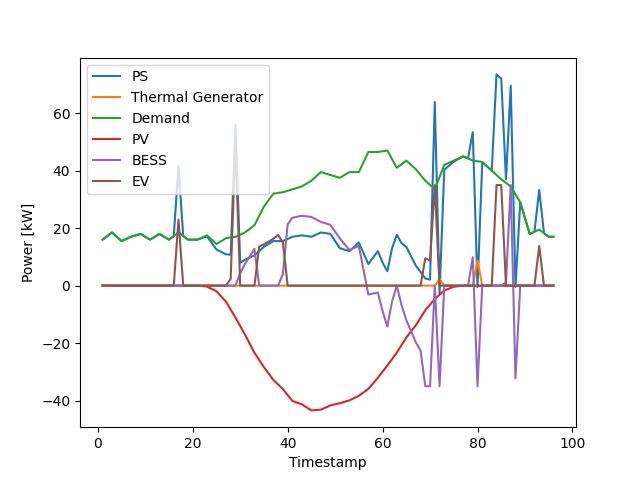 PS
Thermal Generator
Demand
PV
BESS
EV
Power [kW]
60
40
20
0
−20
−40
0 20 40 60 80 100
Timestamp